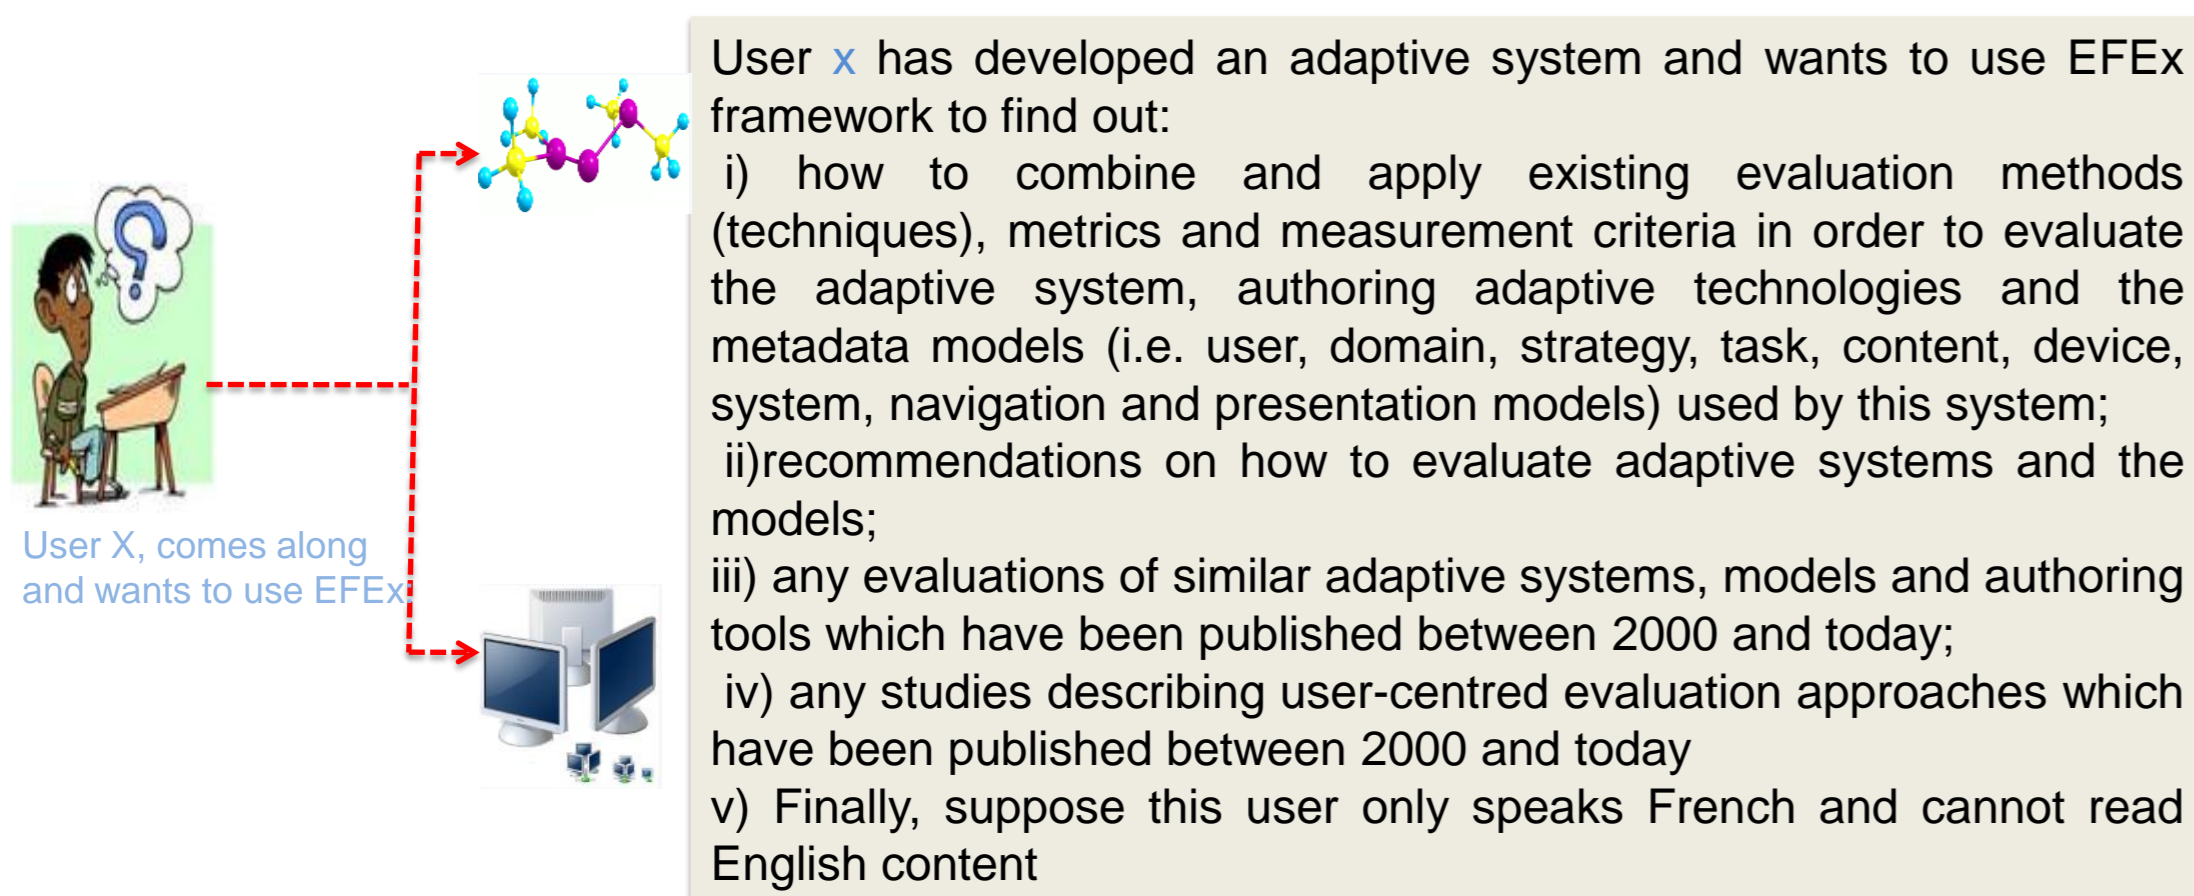 User X, comes along
and wants to use EFEx.
User x has developed an adaptive system and wants to use EFEx
framework to find out:
i) how to combine and apply existing evaluation methods
(techniques), metrics and measurement criteria in order to evaluate
the adaptive system, authoring adaptive technologies and the
metadata models (i.e. user, domain, strategy, task, content, device,
system, navigation and presentation models) used by this system;
ii)recommendations on how to evaluate adaptive systems and the
models;
iii) any evaluations of similar adaptive systems, models and authoring
tools which have been published between 2000 and today;
iv) any studies describing user-centred evaluation approaches which
have been published between 2000 and today
v) Finally, suppose this user only speaks French and cannot read
English content